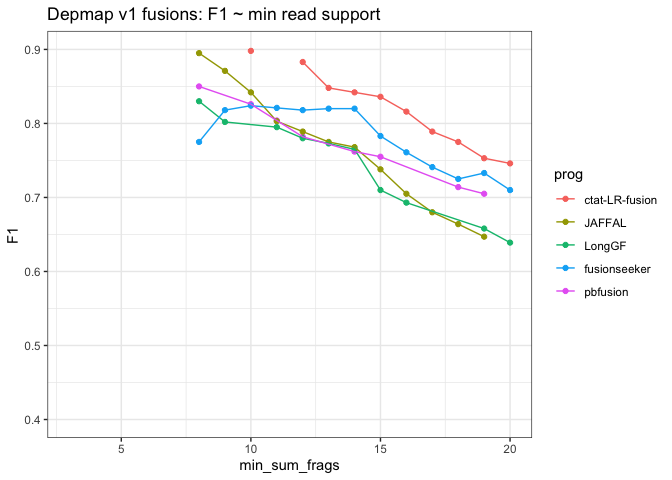 Depmap v1 fusions: F1 ~ min read support
F1
0.9
0.8
0.7
0.6
0.5
0.4
5 10 15 20
min_sum_frags
prog
ctat-LR-fusion
JAFFAL
LongGF
fusionseeker
pbfusion